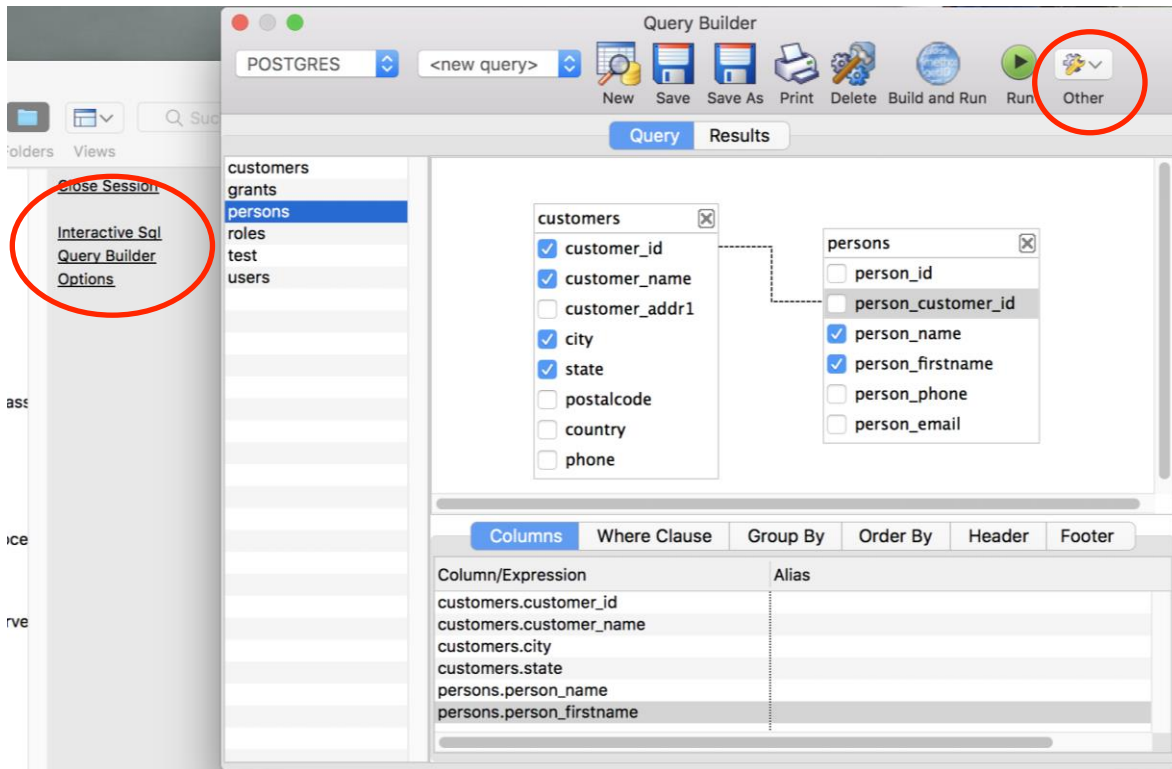 Query Builder
POSTGRES
<new query>
New Save Save As Print Delete Build and Run Run Other
Query Results
Views
Close Session
Interactive Sql
Query Builder
Options
customers
grants
persons
roles
test
users
customers
customer_id
customer_name
customer_addr1
city
state
postalcode
country
phone
persons
person_id
person_customer_id
person_name
person_firstname
person_phone
person_email
Columns Where Clause Group By Order By Header Footer
Column/Expression Alias
customers.customer_id
customers.customer_name
customers.city
customers.state
persons.person_name
persons.person_firstname